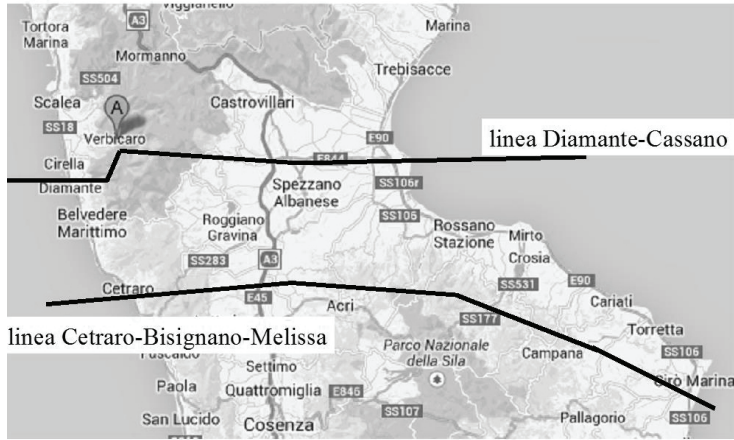 Viggianello
Tortora
Marina
A3
Marina
Mormanno
Trebisacce
SS504
Scalea
A
Castrovillari
SS18
Verbicaro
E90
linea Diamante-Cassano
Cirella
E844
Diamante
Spezzano
Albanese
SS106r
Belvedere
Marittimo
SS106
Roggiano
Gravina
Rossano
Stazione
Mirto
Crosia
SS283
A3
SS531
E90
Cetraro
E45
Cariati
Acri
SS177
linea Cetraro-Bisignano-Melissa
Torretta
Parco Nazionale
della Sila
Campana
SS106
Fuscaldo
Settimo
Cirò Marina
Paola
Quattromiglia
E846
SS107
San Lucido
Cosenza
Pallagorio
SS106